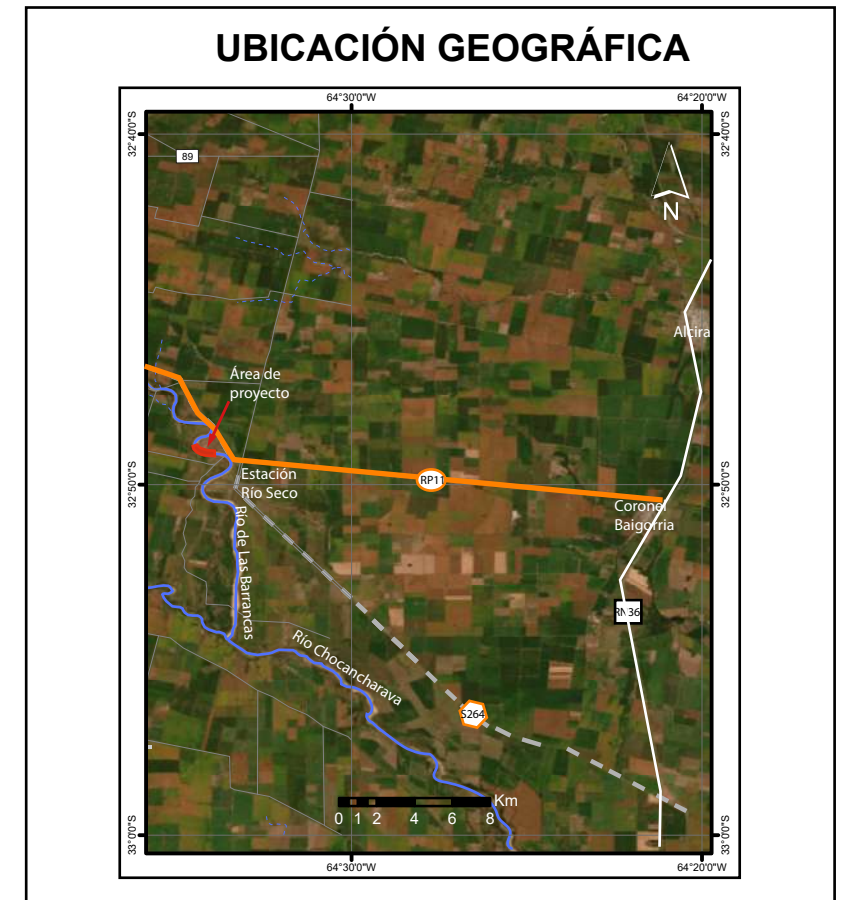 UBICACIÓN GEOGRÁFICA
64°30'0"W
64°20'0"W
32°40'0"S
32°40'0"S
89
N
Alcira
Área de
proyecto
RP11
Estación
Río Seco
32°50'0"S
32°50'0"S
Coronel
Baigorria
Río de Las Barrancas
RN36
Río Chocancharava
S264
Km
0 1 2 4 6 8
33°0'0"S
33°0'0"S
64°30'0"W
64°20'0"W